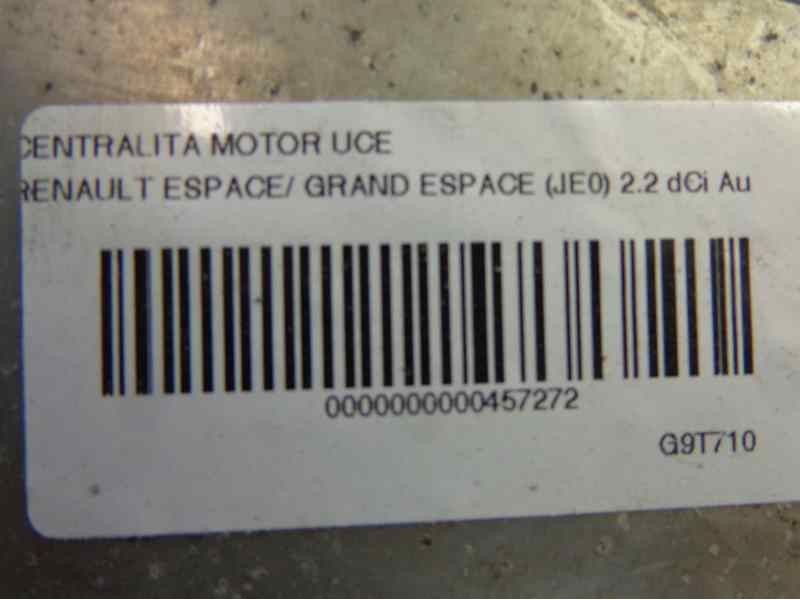 CENTRALITA MOTOR UCE
RENAULT ESPACE/ GRAND ESPACE (JE0) 2.2 dCi Au
0000000000457272
G9T710